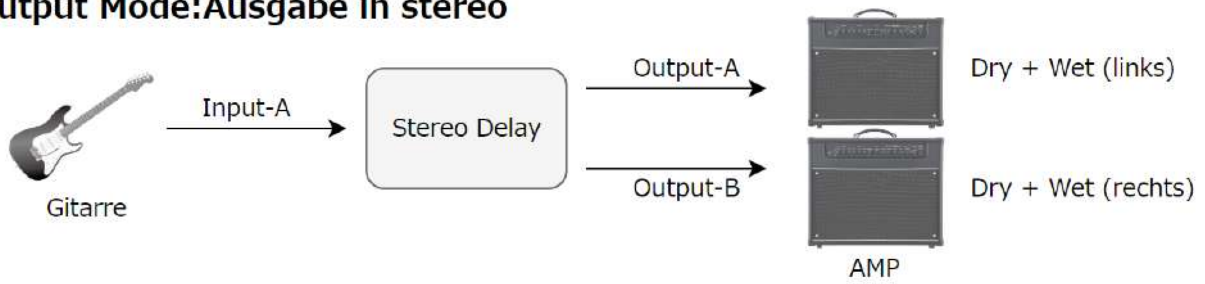 utput Mode:Ausgabe in stereo
Output-A
Dry + Wet (links)
Input-A
Stereo Delay
Output-B
Dry + Wet (rechts)
Gitarre
AMP